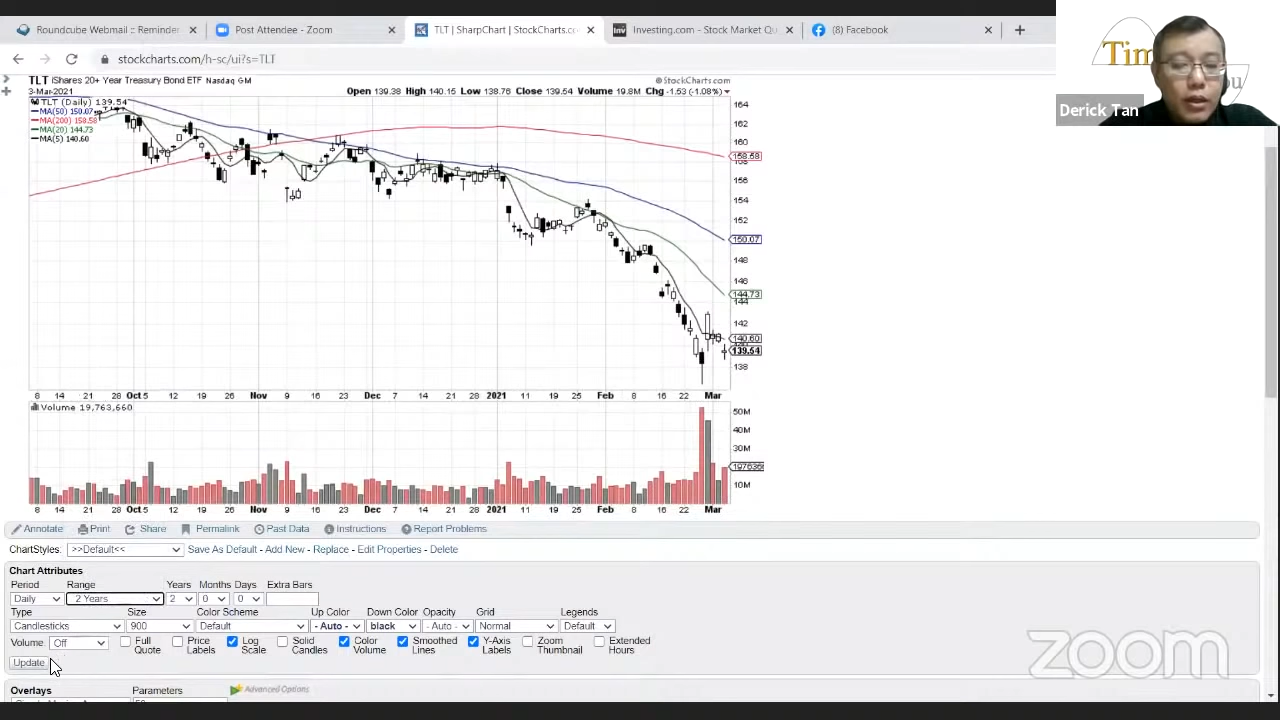 Roundcube Webmail :: Reminder
Post Attendee - Zoom
TLT | SharpChart | StockCharts.co
Investing.com - Stock Market Qu
(8) Facebook
stockcharts.com/h-sc/ui?s=TLT
Tim
ou
Derick Tan
TLT iShares 20+ Year Treasury Bond ETF Nasdaq GM
© StockCharts.com
3-Mar-2021
Open 139.38 High 140.15 Low 138.76 Close 139.54 Volume 19.8M Chg -1.53 (-1.08%)
TLT (Daily) 139.54
MA(50) 150.07
MA(200) 158.58
MA(20) 144.73
MA(5) 140.60
164
162
160
158.58
158
156
154
152
150.07
148
146
144.73
144
142
140.60
139.54
138
8 14 21 28 Oct 5 12 19 26 Nov 9 16 23 Dec 7 14 21 28 2021 11 19 25 Feb 8 16 22 Mar
Volume 19,763,660
50M
40M
30M
10M
8 14 21 28 Oct 5 12 19 26 Nov 9 16 23 Dec 7 14 21 28 2021 11 19 25 Feb 8 16 22 Mar
Annotate Print Share Permalink Past Data Instructions Report Problems
ChartStyles: >>Default<< Save As Default - Add New - Replace - Edit Properties - Delete
Chart Attributes
Period Range Years Months Days Extra Bars
Daily 2 Years 2 0 0
Type Size Color Scheme Up Color Down Color Opacity Grid Legends
Candlesticks 900 Default - Auto - black - Auto - Normal Default
Volume: Off Full Quote Price Labels Log Scale Solid Candles Color Volume Smoothed Lines Y-Axis Labels Zoom Thumbnail Extended Hours
Update
zoom
Overlays Parameters Advanced Options